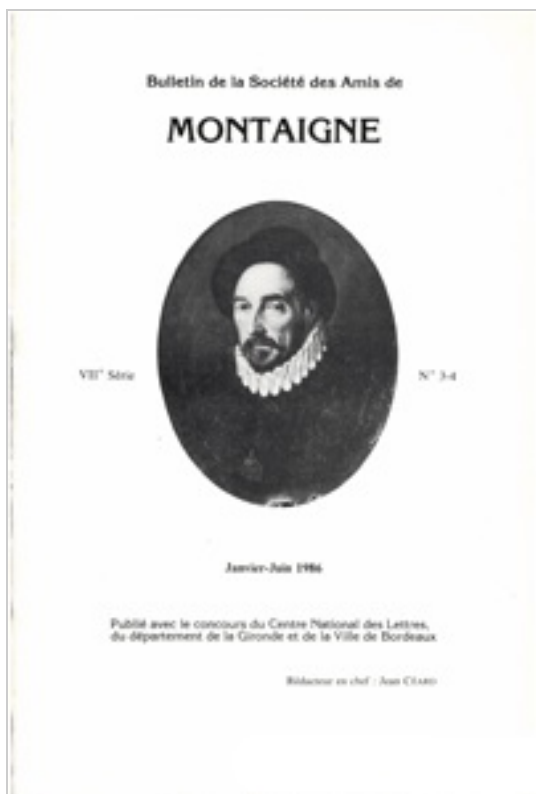 Bulletin de la Société des Amis de
MONTAIGNE
VIIᵉ Série
N° 3-4
Janvier-Juin 1986
Publié avec le concours du Centre National des Lettres,
du département de la Gironde et de la Ville de Bordeaux
Rédacteur en chef : Jean CÉARD